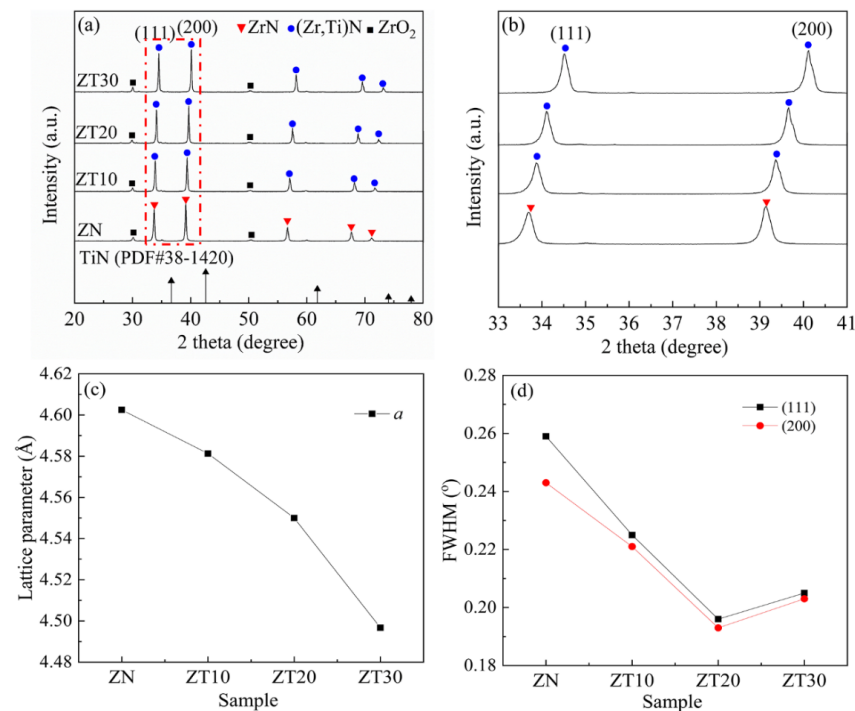 (a) (111) (200) ZrN (Zr,Ti)N ZrO₂
ZT30
ZT20
ZT10
ZN
TiN (PDF#38-1420)
Intensity (a.u.)
20 30 40 50 60 70 80
2 theta (degree)
(b) (111) (200)
Intensity (a.u.)
33 34 35 36 37 38 39 40 41
2 theta (degree)
(c)
a
4.62
4.60
4.58
4.56
4.54
4.52
4.50
4.48
Lattice parameter (Å)
ZN ZT10 ZT20 ZT30
Sample
(d)
(111)
(200)
0.28
0.26
0.24
0.22
0.20
0.18
FWHM (°)
ZN ZT10 ZT20 ZT30
Sample